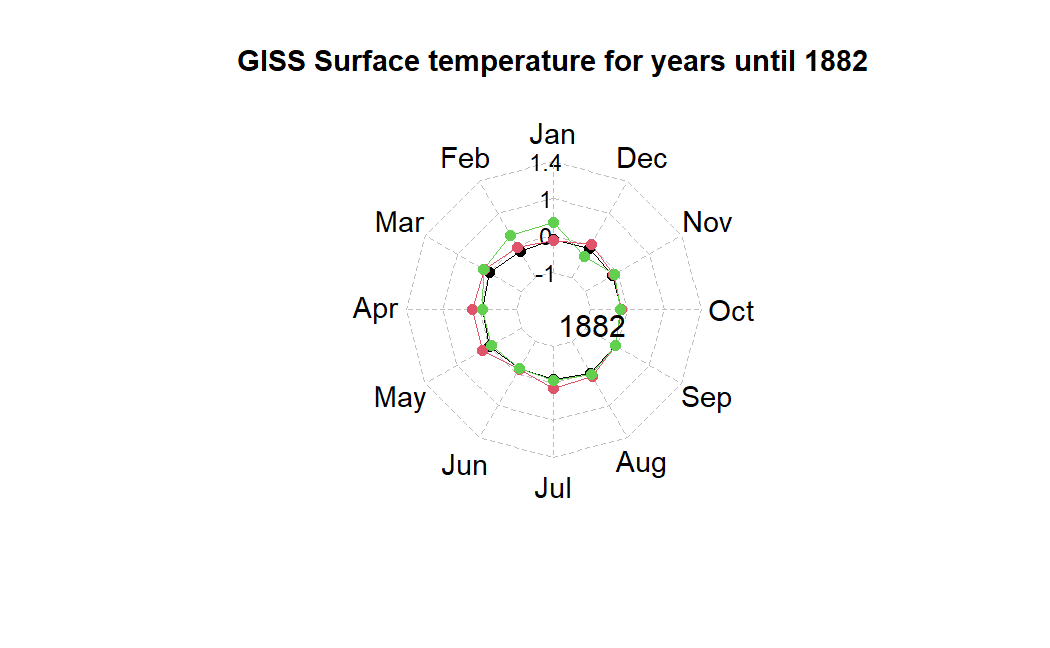 GISS Surface temperature for years until 1882
Jan
Feb
Dec
1.4
Mar
1
Nov
0
-1
Apr
1882
Oct
May
Sep
Jun
Aug
Jul